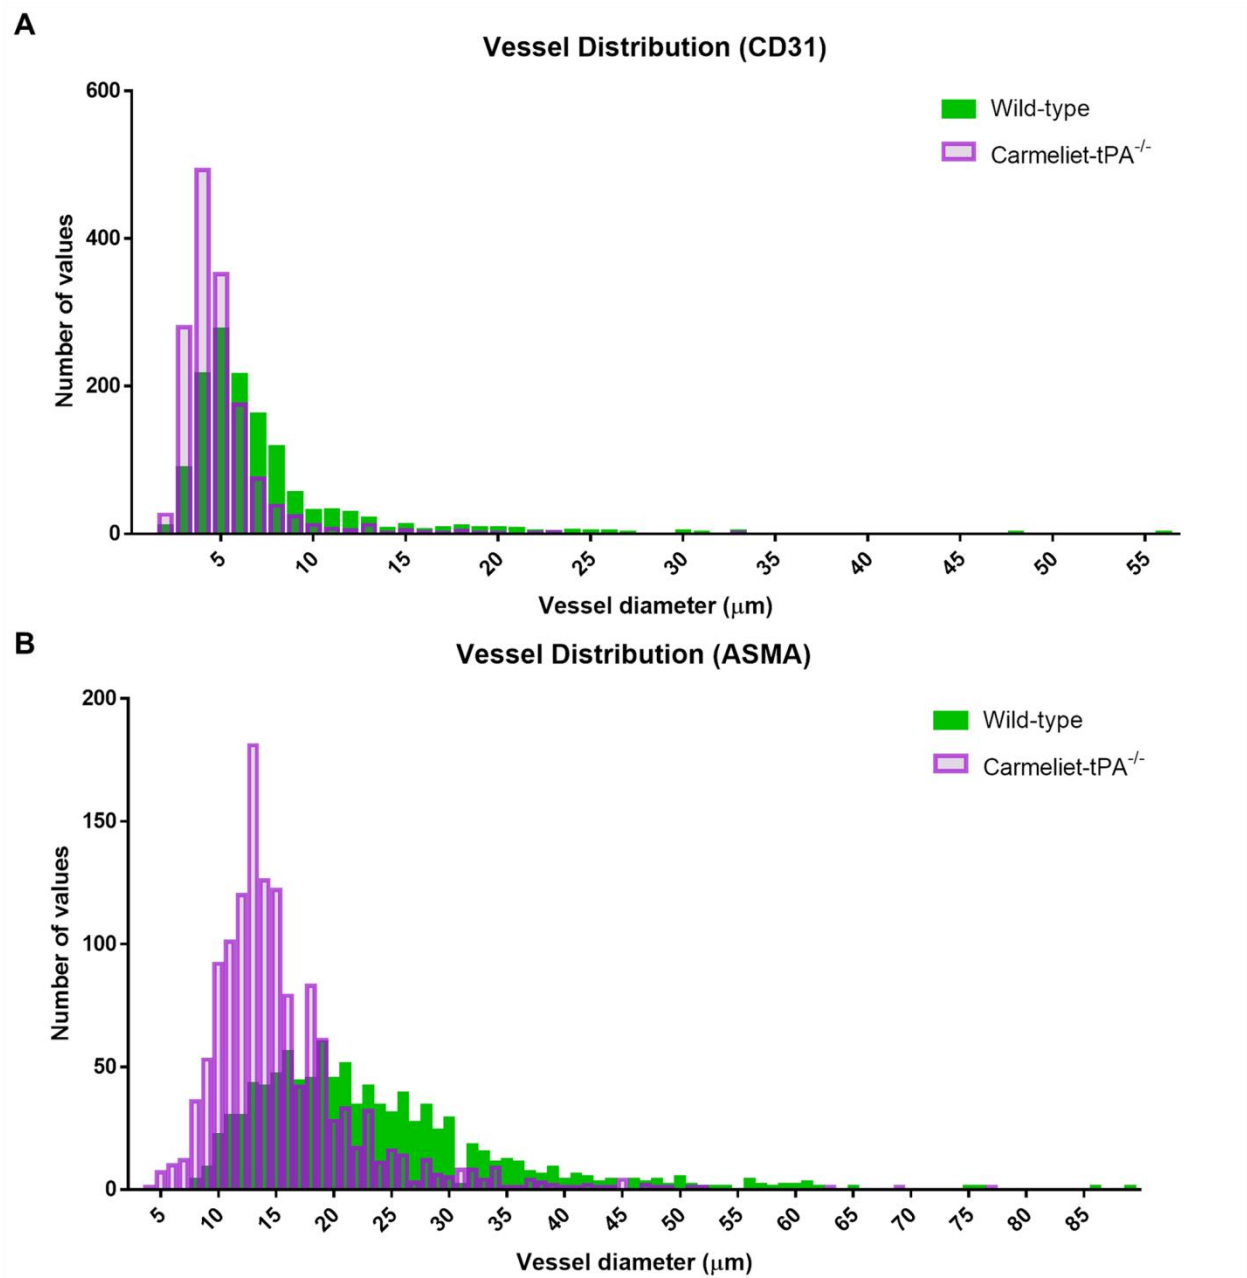 A
Vessel Distribution (CD31)
600
400
200
0
Number of values
Wild-type
Carmeliet-tPA-/-
5 10 15 20 25 30 35 40 45 50 55
Vessel diameter (μm)
B
Vessel Distribution (ASMA)
200
150
100
50
0
Number of values
Wild-type
Carmeliet-tPA-/-
5 10 15 20 25 30 35 40 45 50 55 60 65 70 75 80 85
Vessel diameter (μm)